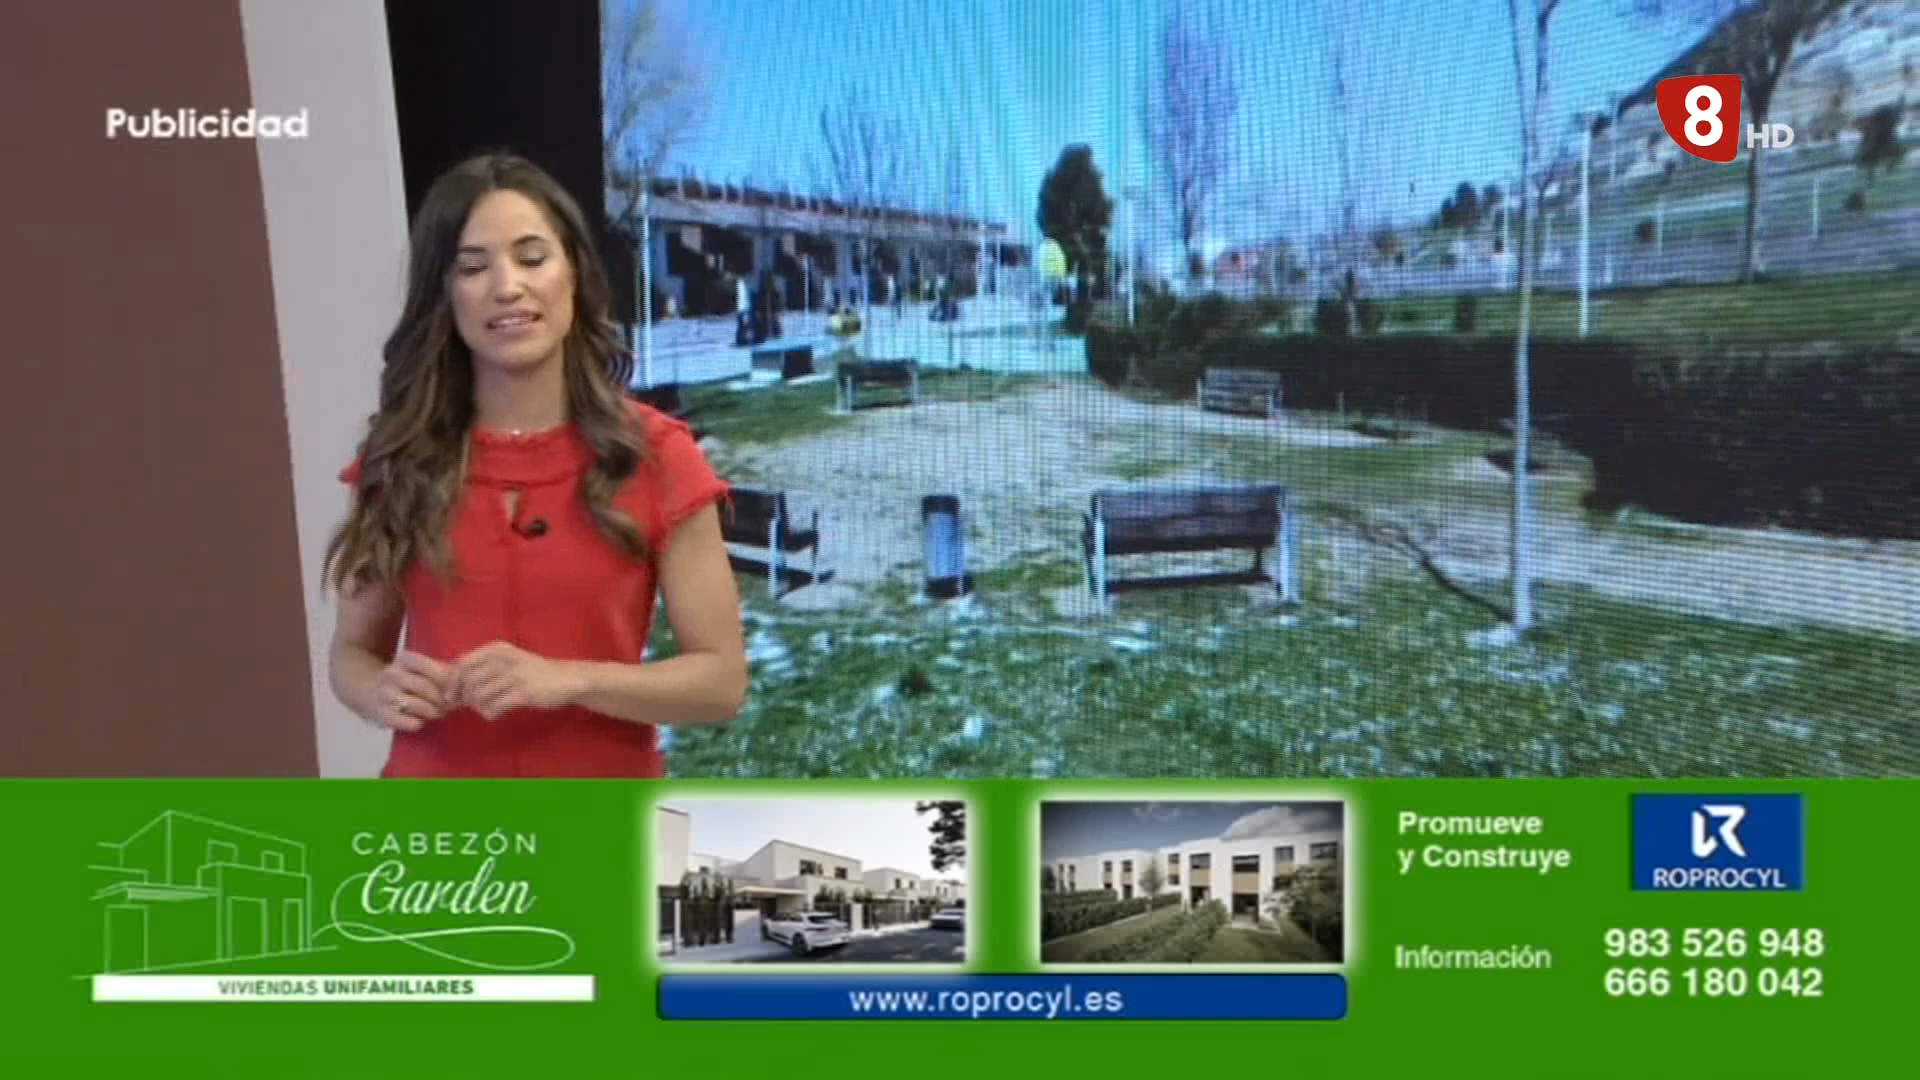 Publicidad
8 HD
CABEZÓN
Garden
VIVIENDAS UNIFAMILIARES
www.roprocyl.es
Promueve
y Construye
ROPROCYL
Información
983 526 948
666 180 042